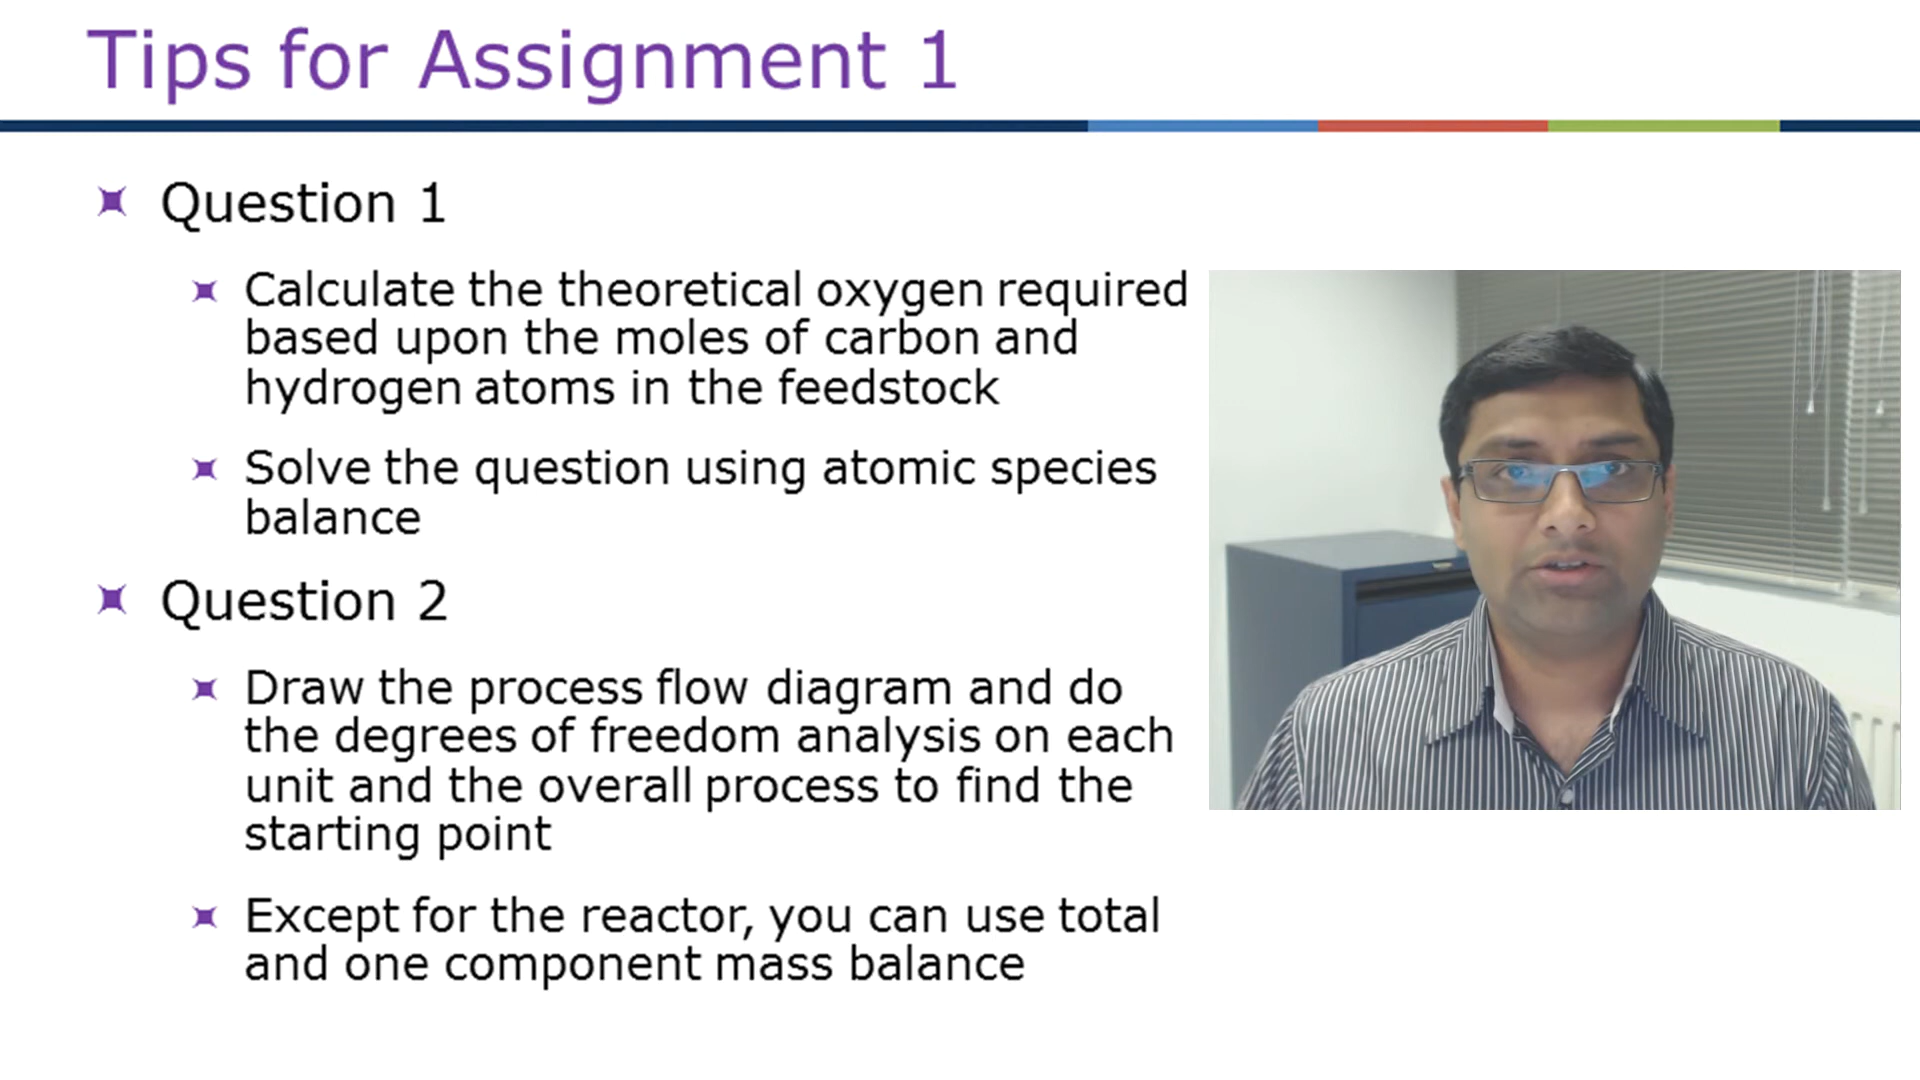 Tips for Assignment 1
Question 1
Calculate the theoretical oxygen required
based upon the moles of carbon and
hydrogen atoms in the feedstock
Solve the question using atomic species
balance
Question 2
Draw the process flow diagram and do
the degrees of freedom analysis on each
unit and the overall process to find the
starting point
Except for the reactor, you can use total
and one component mass balance